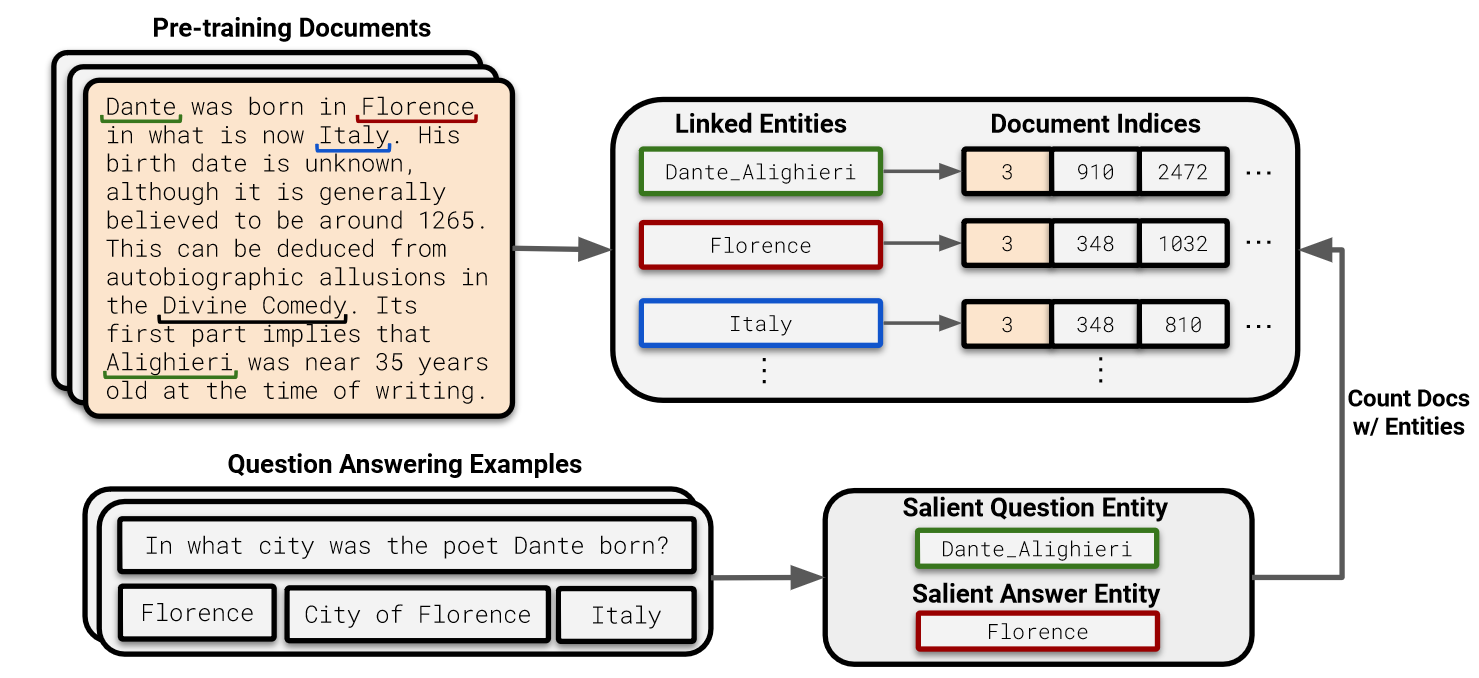 Pre-training Documents
Dante was born in Florence
in what is now Italy. His
birth date is unknown,
although it is generally
believed to be around 1265.
This can be deduced from
autobiographic allusions in
the Divine Comedy. Its
first part implies that
Alighieri was near 35 years
old at the time of writing.
Linked Entities
Document Indices
Dante_Alighieri
3 910 2472 ...
Florence
3 348 1032 ...
Italy
3 348 810 ...
⋮ ⋮
Count Docs
w/ Entities
Question Answering Examples
In what city was the poet Dante born?
Florence
City of Florence
Italy
Salient Question Entity
Dante_Alighieri
Salient Answer Entity
Florence